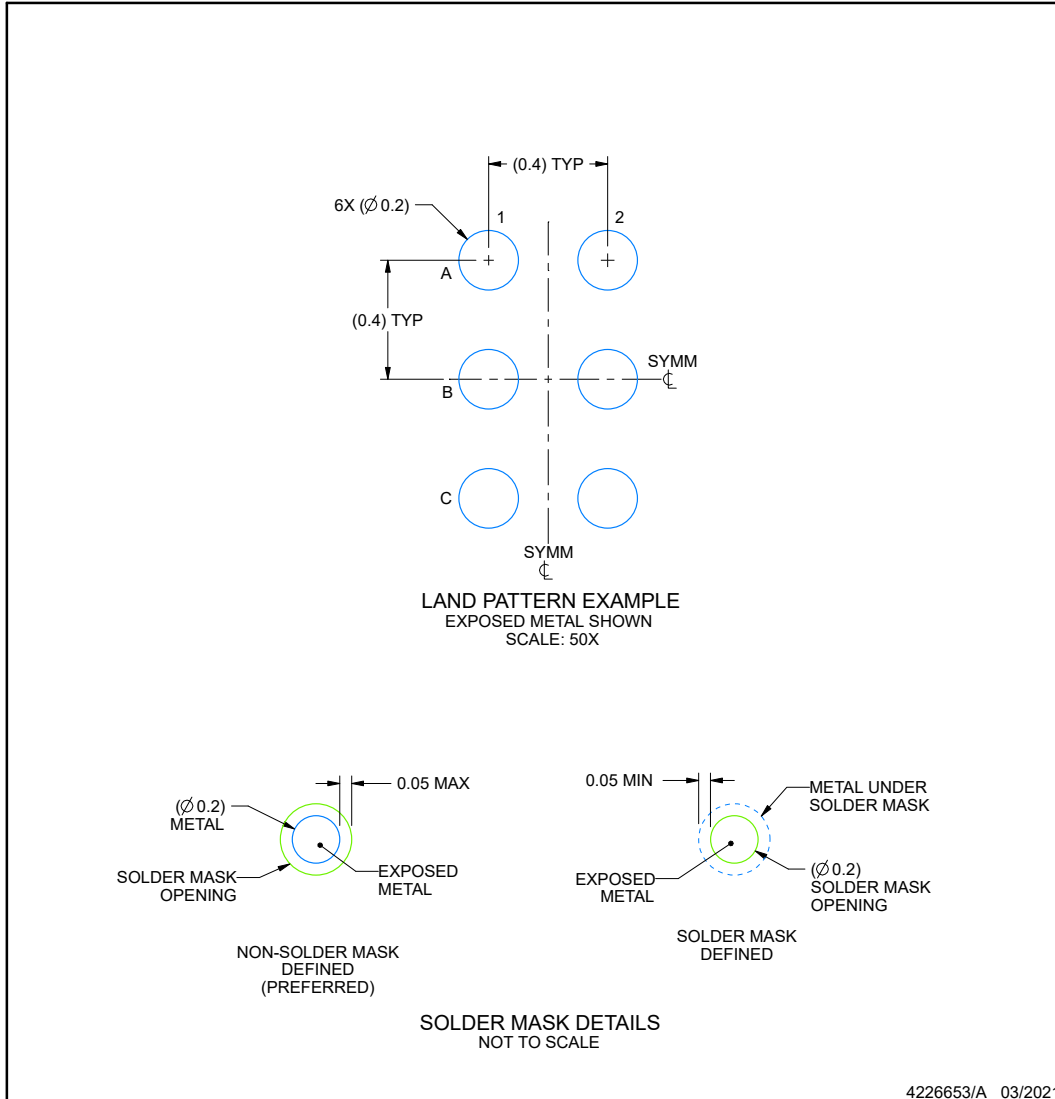 (0.4) TYP
6X (∅ 0.2)
1
2
A
(0.4) TYP
SYMM
℄
B
C
SYMM
℄
LAND PATTERN EXAMPLE
EXPOSED METAL SHOWN
SCALE: 50X
0.05 MAX
(∅ 0.2)
METAL
SOLDER MASK
OPENING
EXPOSED
METAL
NON-SOLDER MASK
DEFINED
(PREFERRED)
0.05 MIN
METAL UNDER
SOLDER MASK
EXPOSED
METAL
(∅ 0.2)
SOLDER MASK
OPENING
SOLDER MASK
DEFINED
SOLDER MASK DETAILS
NOT TO SCALE
4226653/A 03/2021